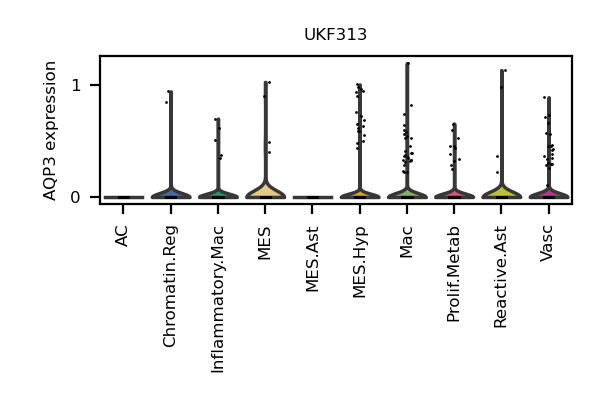 UKF313
AQP3 expression
1
0
AC
Chromatin.Reg
Inflammatory.Mac
MES
MES.Ast
MES.Hyp
Mac
Prolif.Metab
Reactive.Ast
Vasc